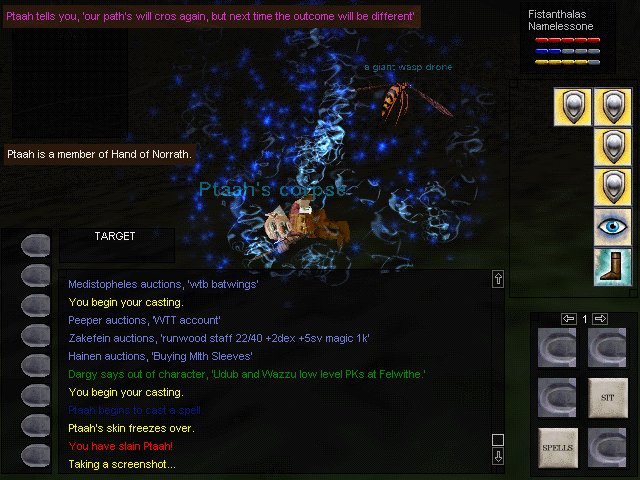 Ptaah tells you, 'our path's will cros again, but next time the outcome will be different'
Fistanthalas
Namelessone
a giant wasp drone
Ptaah is a member of Hand of Norrath.
Ptaah's corpse
TARGET
Medistopheles auctions, 'wtb batwings'
You begin your casting.
Peeper auctions, 'WTT account'
Zakefein auctions, 'runwood staff 22/40 +2dex +5sv magic 1k'
Hainen auctions, 'Buying Mlth Sleeves'
Dargy says out of character, 'Udub and Wazzu low level PKs at Felwithe.'
You begin your casting.
Ptaah begins to cast a spell.
Ptaah's skin freezes over.
You have slain Ptaah!
Taking a screenshot...
1
SIT
SPELLS